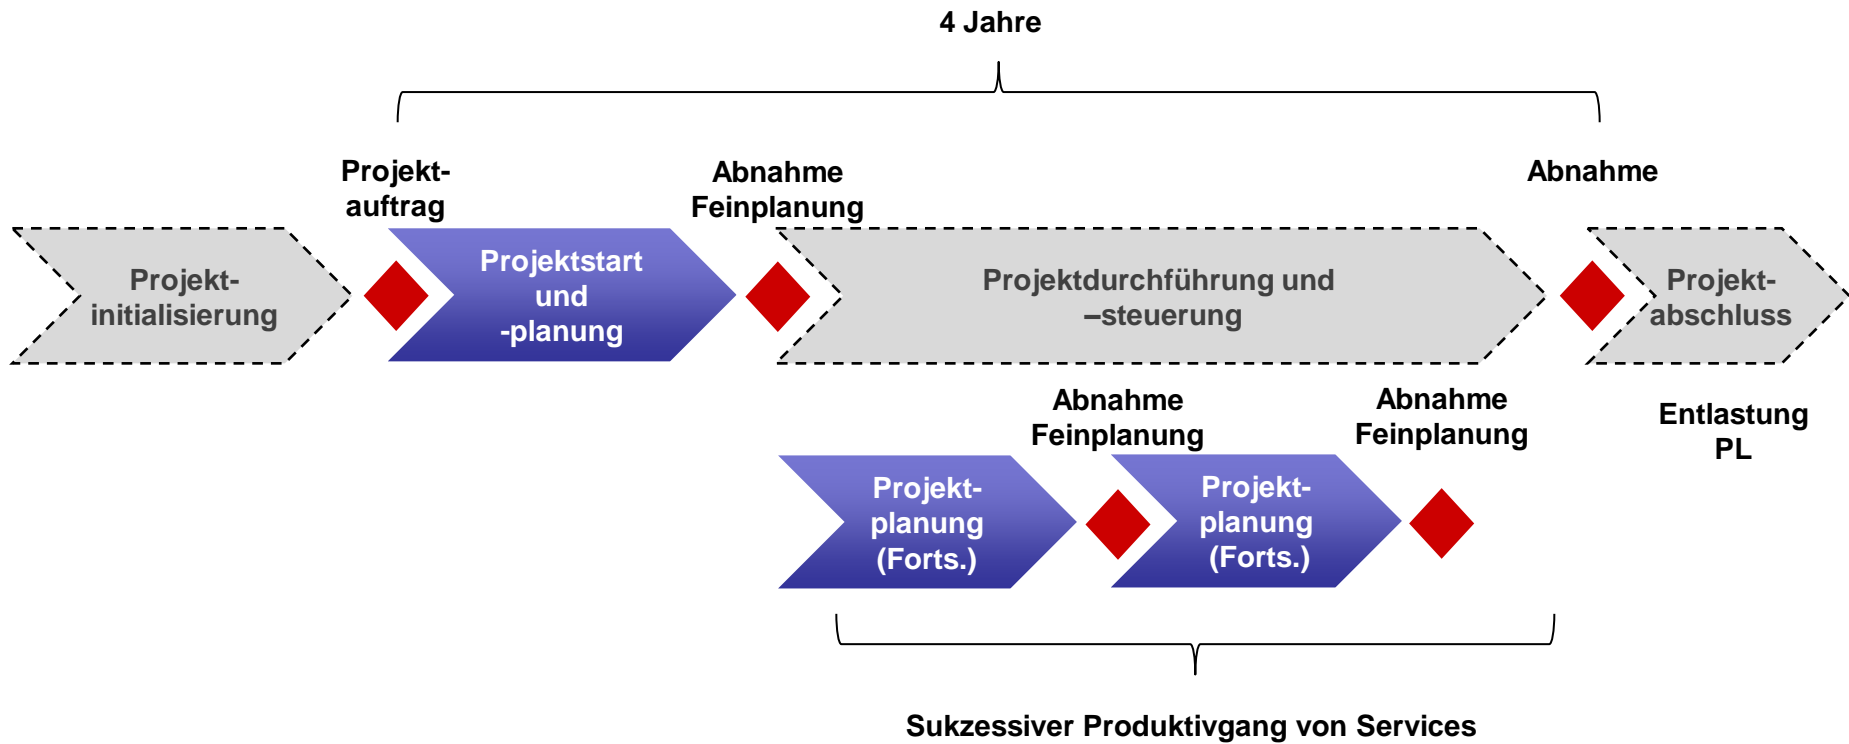 4 Jahre
Projekt-
auftrag
Abnahme
Feinplanung
Abnahme
Projekt-
initialisierung
Projektstart
und
-planung
Projektdurchführung und
–steuerung
Projekt-
abschluss
Abnahme
Feinplanung
Abnahme
Feinplanung
Entlastung
PL
Projekt-
planung
(Forts.)
Projekt-
planung
(Forts.)
Sukzessiver Produktivgang von Services